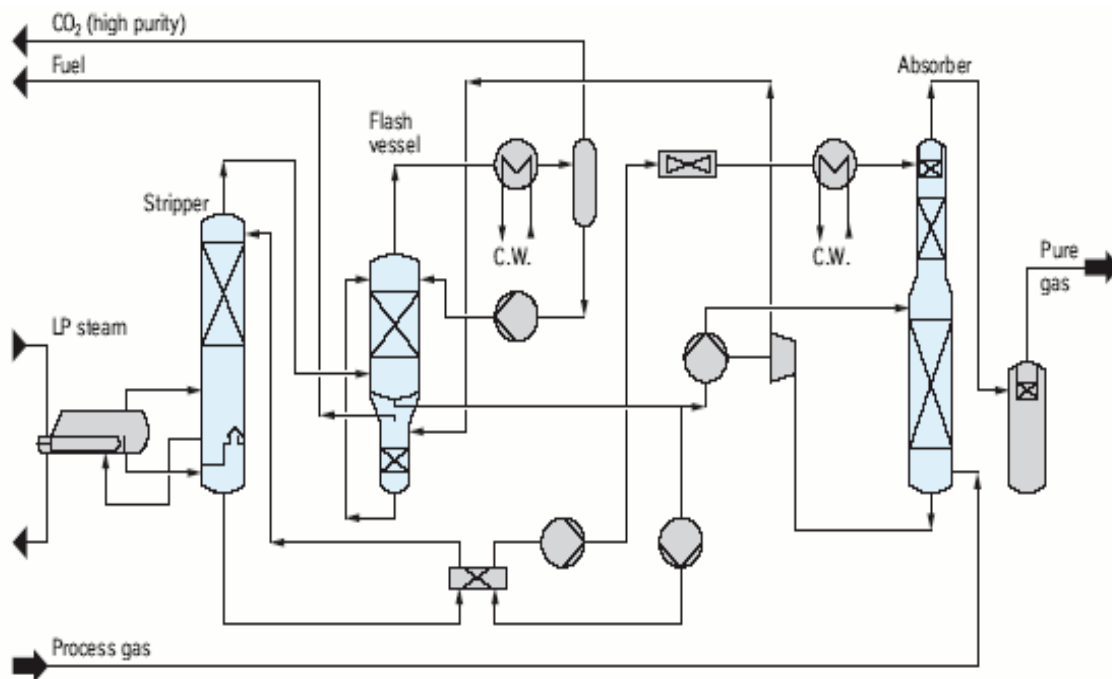 CO₂ (high purity)
Fuel
Absorber
Flash
vessel
Stripper
C.W.
C.W.
Pure
gas
LP steam
Process gas